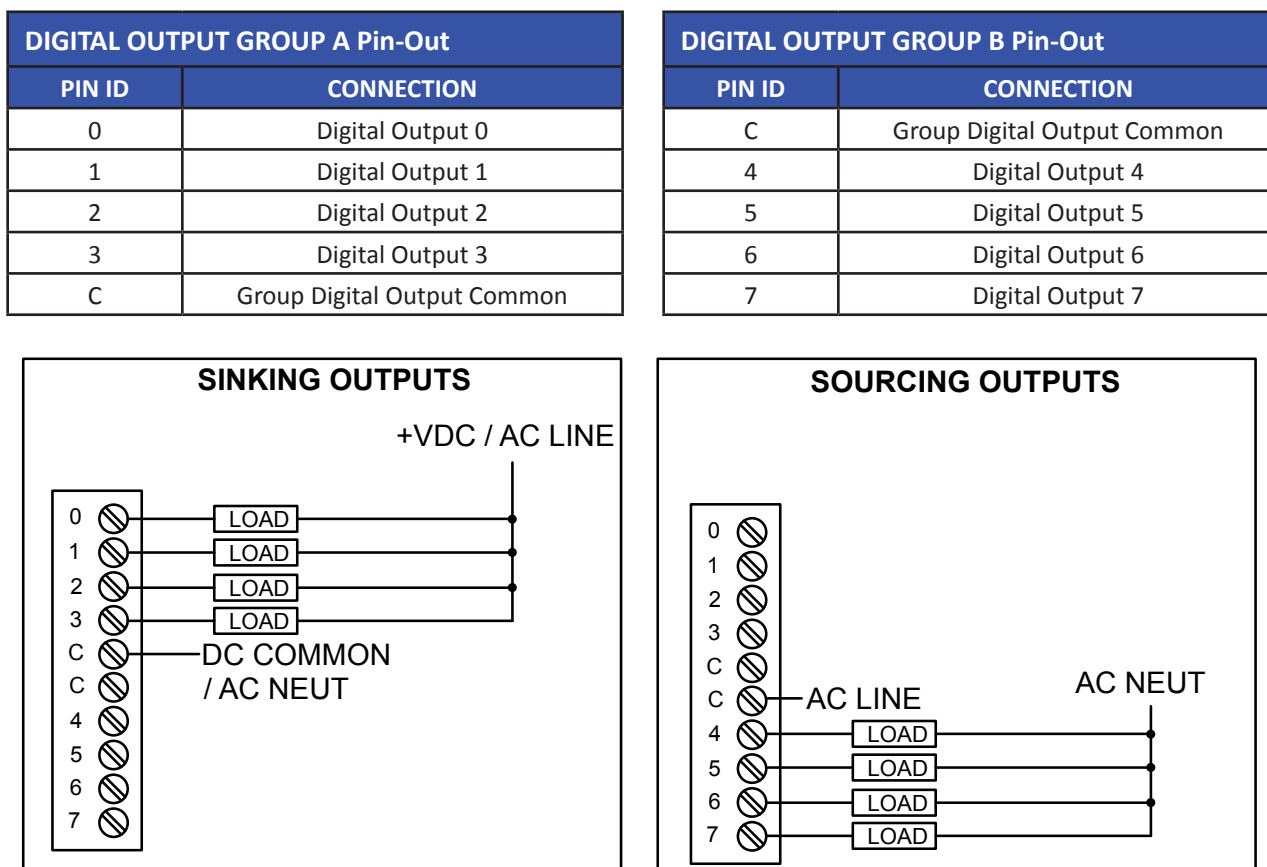 DIGITAL OUTPUT GROUP A Pin-Out
PIN ID CONNECTION
0 Digital Output 0
1 Digital Output 1
2 Digital Output 2
3 Digital Output 3
C Group Digital Output Common
DIGITAL OUTPUT GROUP B Pin-Out
PIN ID CONNECTION
C Group Digital Output Common
4 Digital Output 4
5 Digital Output 5
6 Digital Output 6
7 Digital Output 7
SINKING OUTPUTS
+VDC / AC LINE
0 LOAD
1 LOAD
2 LOAD
3 LOAD
C DC COMMON
C / AC NEUT
4
5
6
7
SOURCING OUTPUTS
0
1
2
3
C
AC NEUT
C AC LINE
4 LOAD
5 LOAD
6 LOAD
7 LOAD